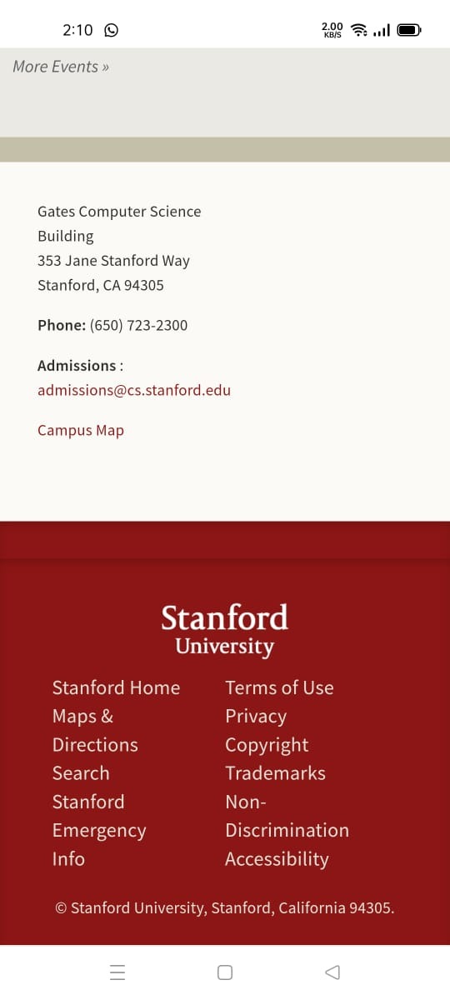 2:10
2.00
KB/S
More Events »
Gates Computer Science
Building
353 Jane Stanford Way
Stanford, CA 94305
Phone: (650) 723-2300
Admissions :
admissions@cs.stanford.edu
Campus Map
Stanford
University
Stanford Home
Maps &
Directions
Search
Stanford
Emergency
Info
Terms of Use
Privacy
Copyright
Trademarks
Non-
Discrimination
Accessibility
© Stanford University, Stanford, California 94305.